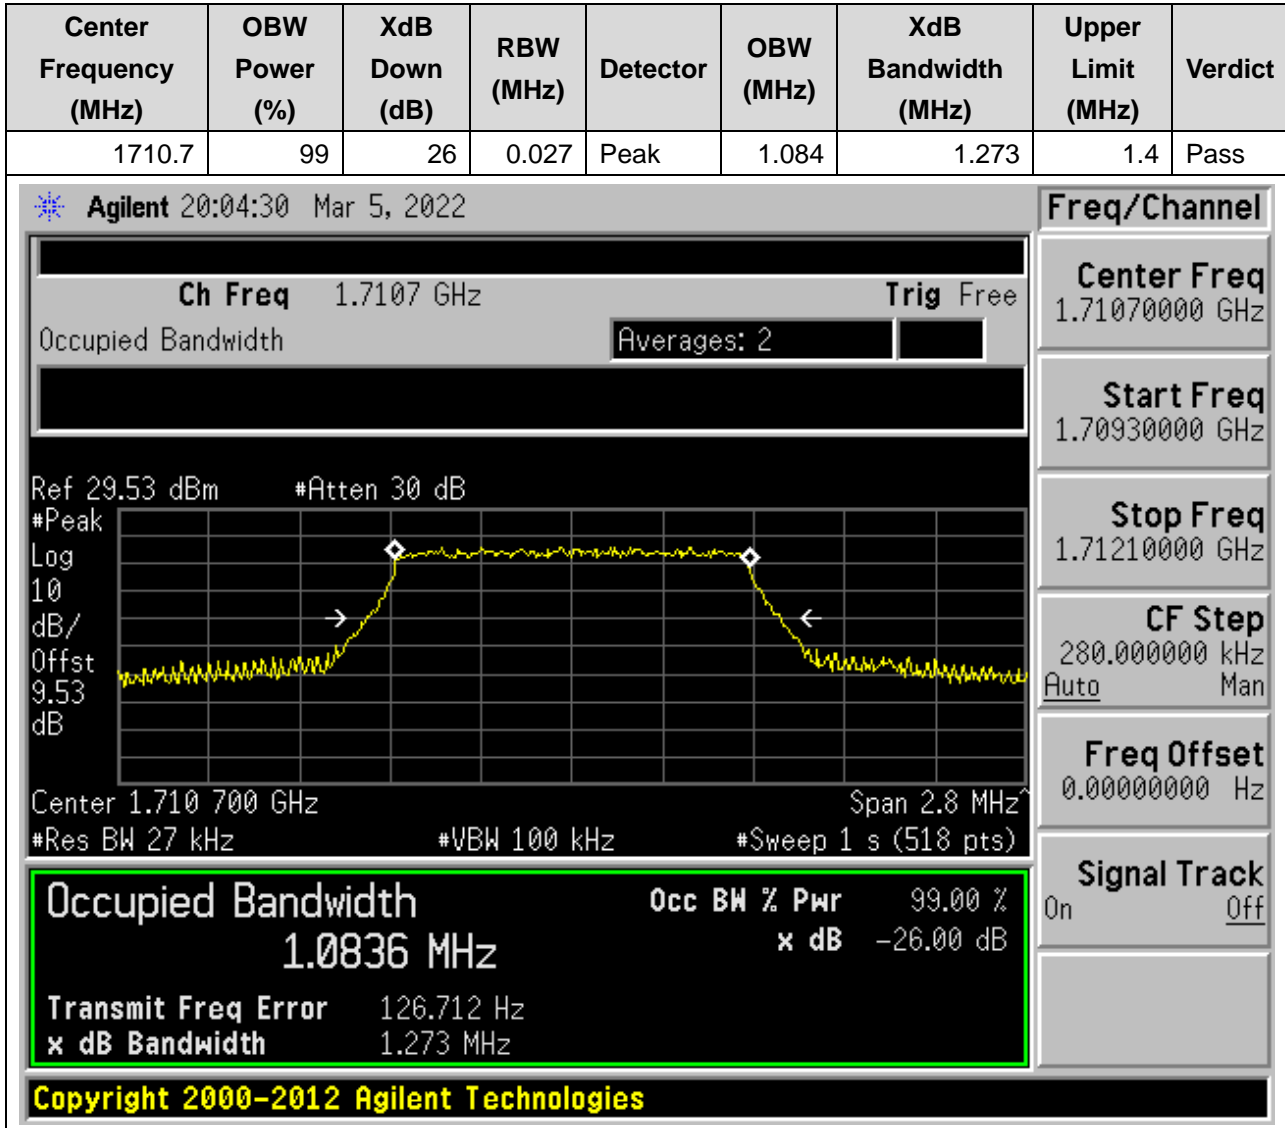 Center Frequency (MHz) OBW Power (%) XdB Down (dB) RBW (MHz) Detector OBW (MHz) XdB Bandwidth (MHz) Upper Limit (MHz) Verdict
1710.7 99 26 0.027 Peak 1.084 1.273 1.4 Pass
Agilent 20:04:30 Mar 5, 2022
Freq/Channel
Ch Freq 1.7107 GHz Trig Free
Occupied Bandwidth Averages: 2
Center Freq
1.71070000 GHz
Start Freq
1.70930000 GHz
Stop Freq
1.71210000 GHz
CF Step
280.000000 kHz
Auto Man
Freq Offset
0.00000000 Hz
Signal Track
On Off
Ref 29.53 dBm #Atten 30 dB
#Peak
Log
10
dB/
Offst
9.53
dB
Center 1.710 700 GHz Span 2.8 MHz^
#Res BW 27 kHz #VBW 100 kHz #Sweep 1 s (518 pts)
Occupied Bandwidth Occ BW % Pwr 99.00 %
1.0836 MHz x dB -26.00 dB
Transmit Freq Error 126.712 Hz
x dB Bandwidth 1.273 MHz
Copyright 2000-2012 Agilent Technologies